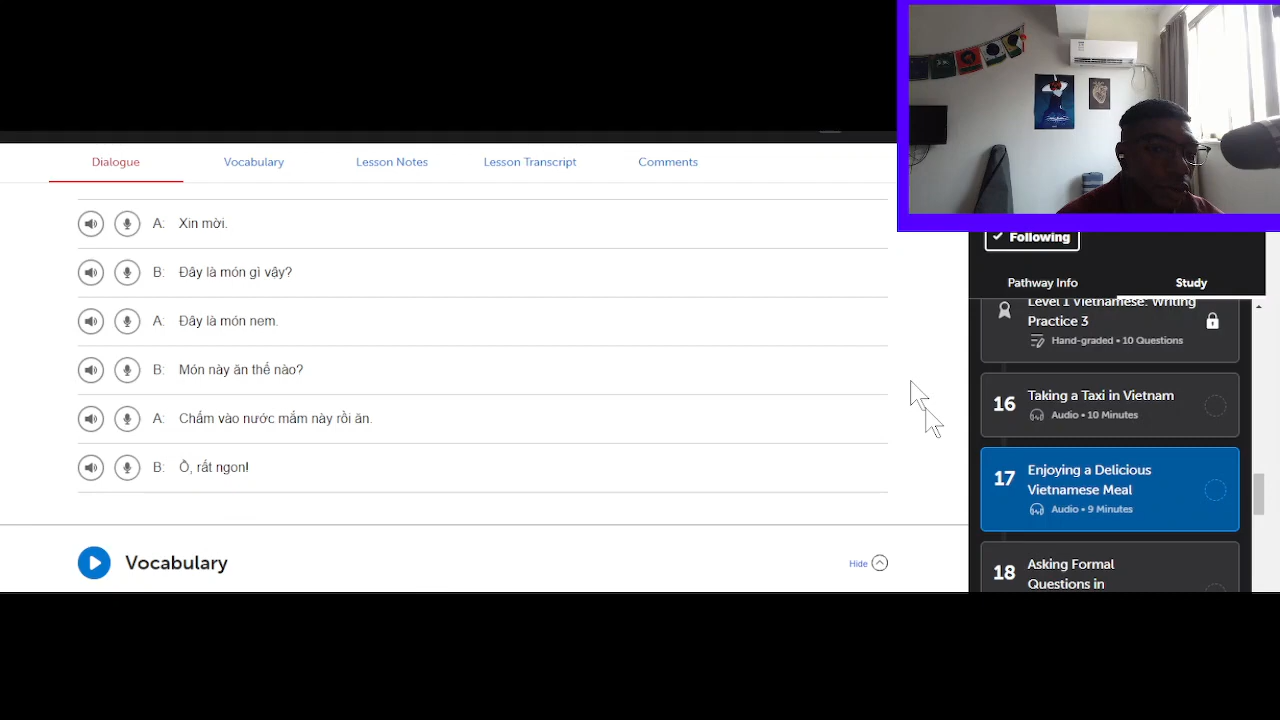 Dialogue
Vocabulary
Lesson Notes
Lesson Transcript
Comments
A: Xin mời.
B: Đây là món gì vậy?
A: Đây là món nem.
B: Món này ăn thế nào?
A: Chấm vào nước mắm này rồi ăn.
B: Ồ, rất ngon!
Vocabulary
Hide
Following
Pathway Info
Study
Level 1 Vietnamese: Writing
Practice 3
Hand-graded • 10 Questions
16
Taking a Taxi in Vietnam
Audio • 10 Minutes
17
Enjoying a Delicious
Vietnamese Meal
Audio • 9 Minutes
18
Asking Formal
Questions in